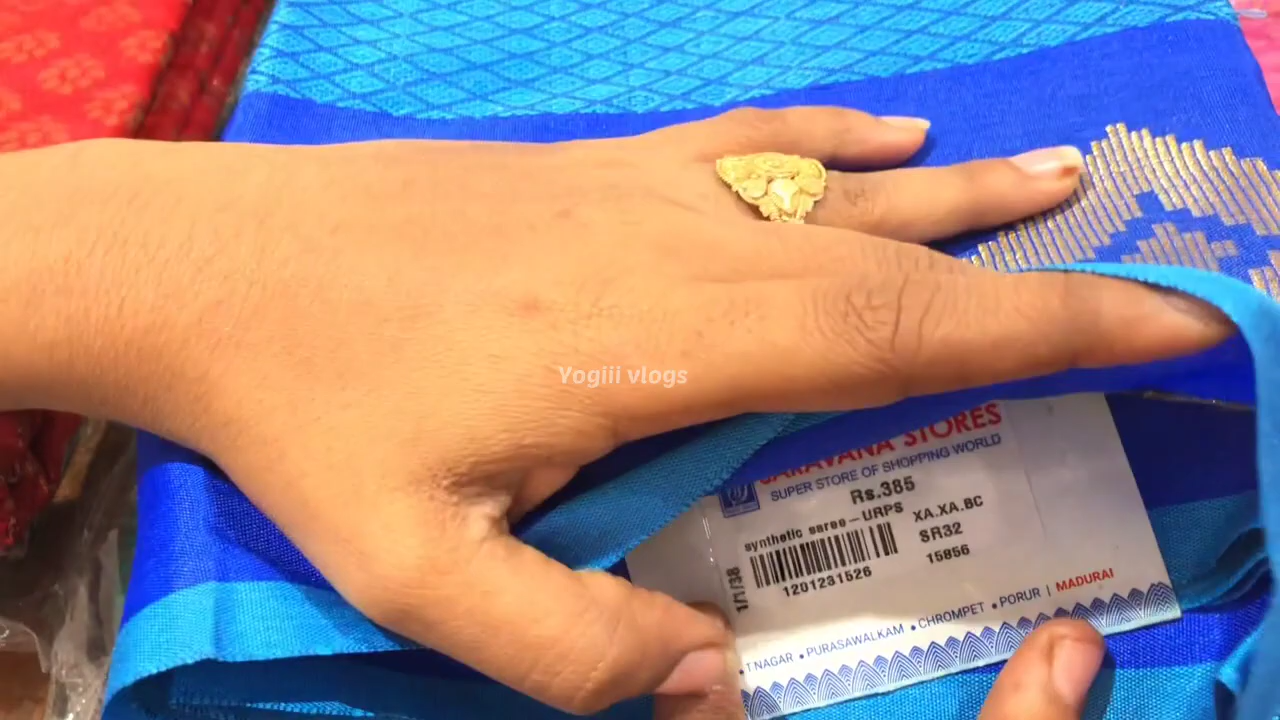 Yogiii vlogs
SARAVANA STORES
SUPER STORE OF SHOPPING WORLD
Rs.385
synthetic saree-URPS
XA.XA.BC
SR32
1201231526
15856
1/1/38
•T.NAGAR •PURASAWALKAM •CHROMPET •PORUR | MADURAI